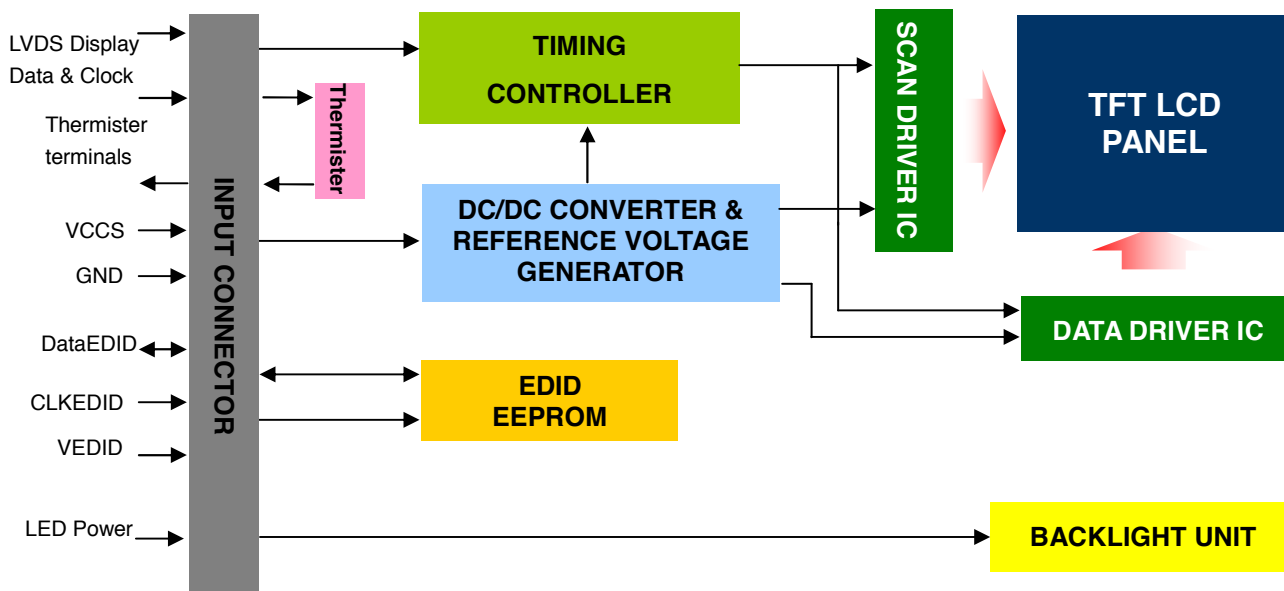 LVDS Display
Data & Clock
Thermister
terminals
VCCS
GND
DataEDID
CLKEDID
VEDID
LED Power
INPUT CONNECTOR
Thermister
TIMING
CONTROLLER
DC/DC CONVERTER &
REFERENCE VOLTAGE
GENERATOR
EDID
EEPROM
SCAN DRIVER IC
TFT LCD
PANEL
DATA DRIVER IC
BACKLIGHT UNIT